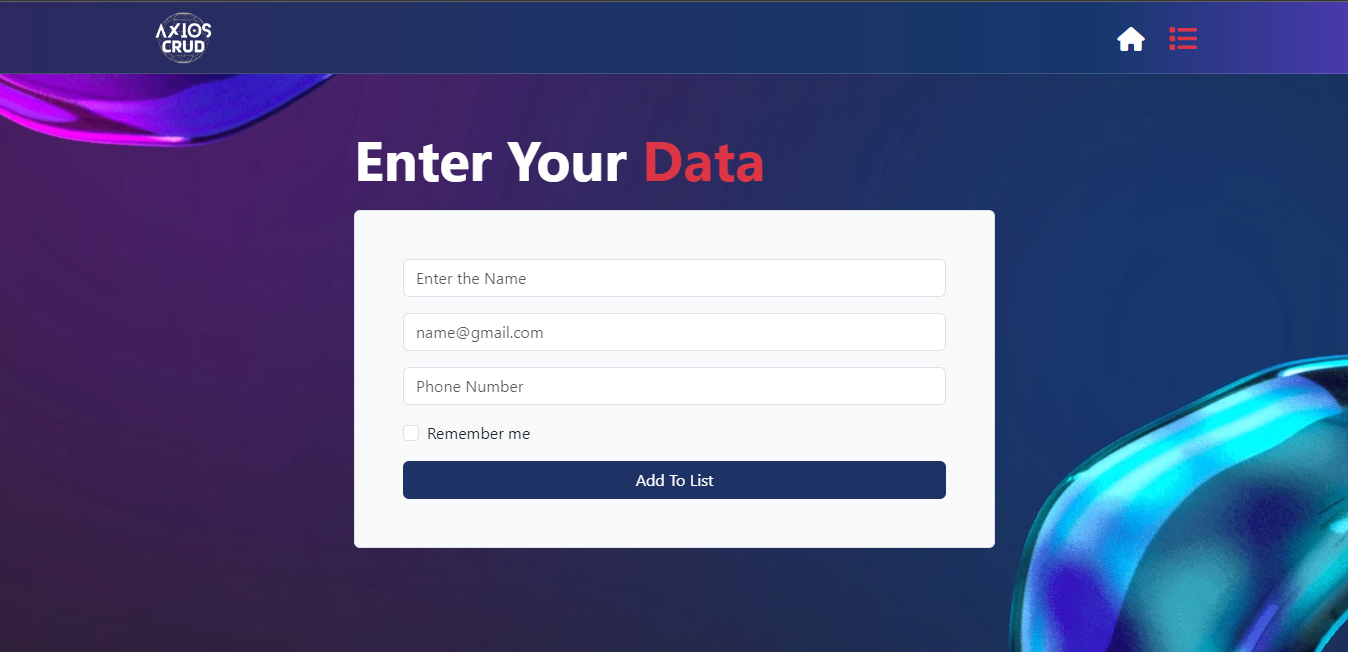 AXIOS
CRUD
Enter Your Data
Enter the Name
name@gmail.com
Phone Number
Remember me
Add To List